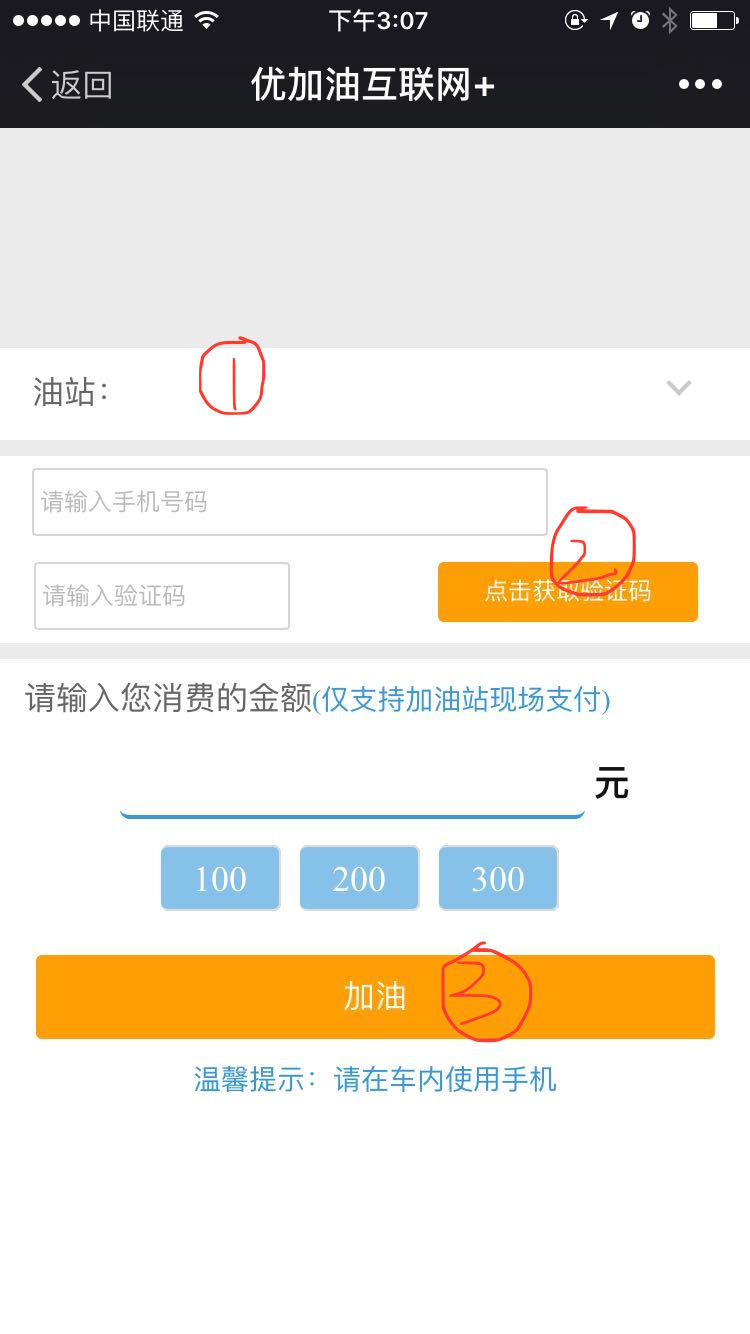 中国联通 下午3:07
返回 优加油互联网+
油站： 1
请输入手机号码
2
请输入验证码 点击获取验证码
请输入您消费的金额(仅支持加油站现场支付)
元
100 200 300
加油 3
温馨提示：请在车内使用手机